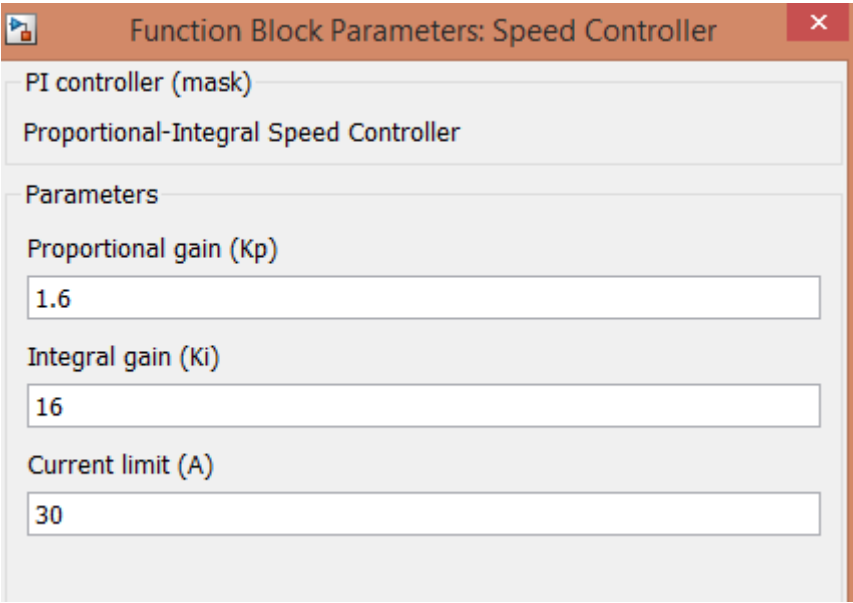 Function Block Parameters: Speed Controller
PI controller (mask)
Proportional-Integral Speed Controller
Parameters
Proportional gain (Kp)
1.6
Integral gain (Ki)
16
Current limit (A)
30